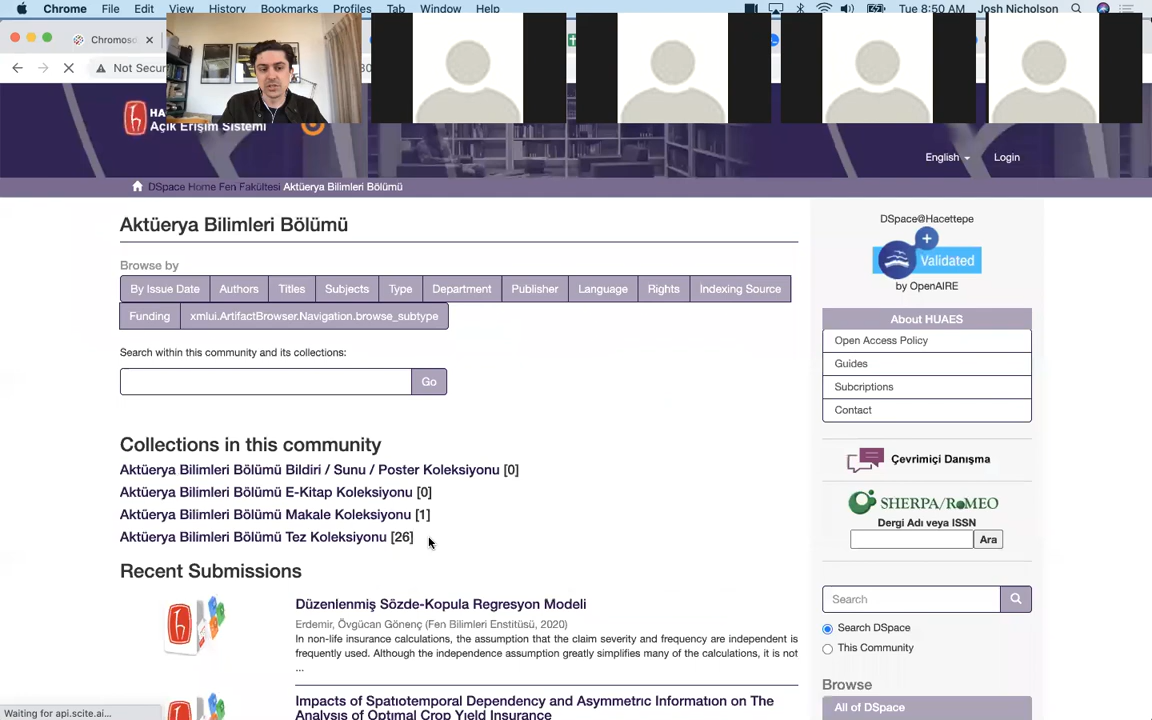 Chrome File Edit View History Bookmarks Profiles Tab Window Help Tue 8:50 AM Josh Nicholson
Chromosd
Not Secur
HA
Açık Erişim Sistemi
English Login
DSpace Home Fen Fakültesi Aktüerya Bilimleri Bölümü
Aktüerya Bilimleri Bölümü
Browse by
By Issue Date Authors Titles Subjects Type Department Publisher Language Rights Indexing Source
Funding xmlui.ArtifactBrowser.Navigation.browse_subtype
Search within this community and its collections:
Go
Collections in this community
Aktüerya Bilimleri Bölümü Bildiri / Sunu / Poster Koleksiyonu [0]
Aktüerya Bilimleri Bölümü E-Kitap Koleksiyonu [0]
Aktüerya Bilimleri Bölümü Makale Koleksiyonu [1]
Aktüerya Bilimleri Bölümü Tez Koleksiyonu [26]
Recent Submissions
Düzenlenmiş Sözde-Kopula Regresyon Modeli
Erdemir, Övgücan Gönenç (Fen Bilimleri Enstitüsü, 2020)
In non-life insurance calculations, the assumption that the claim severity and frequency are independent is
frequently used. Although the independence assumption greatly simplifies many of the calculations, it is not
...
Impacts of Spatiotemporal Dependency and Asymmetric Information on The
Analysis of Optimal Crop Yield Insurance
DSpace@Hacettepe
Validated
by OpenAIRE
About HUAES
Open Access Policy
Guides
Subcriptions
Contact
Çevrimiçi Danışma
SHERPA/RoMEO
Dergi Adı veya ISSN
Ara
Search
Search DSpace
This Community
Browse
All of DSpace
Waiting for api.scite.ai...